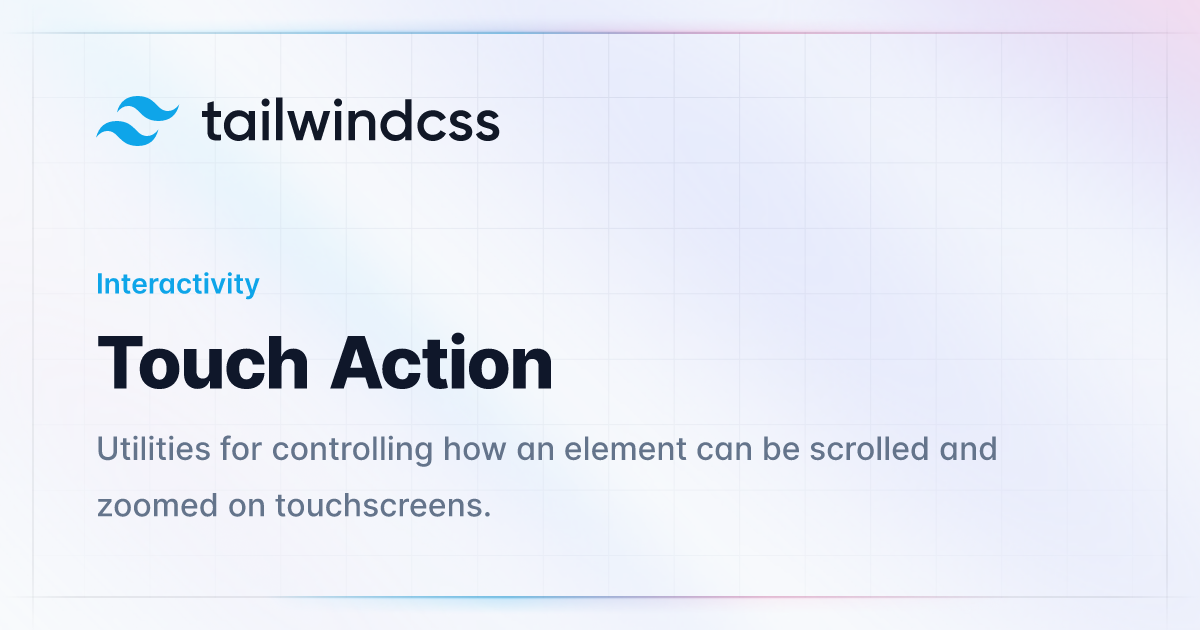 tailwindcss
Interactivity
Touch Action
Utilities for controlling how an element can be scrolled and
zoomed on touchscreens.